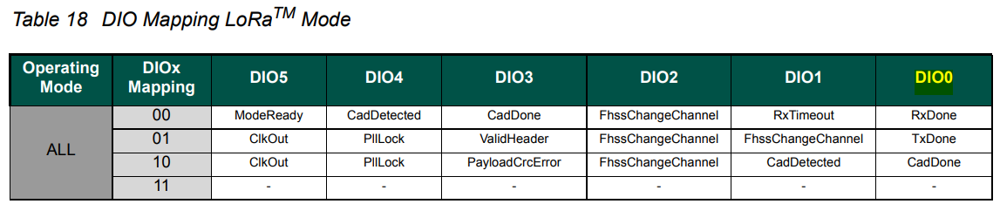 Table 18 DIO Mapping LoRa™ Mode
Operating Mode DIOx Mapping DIO5 DIO4 DIO3 DIO2 DIO1 DIO0
ALL
00 ModeReady CadDetected CadDone FhssChangeChannel RxTimeout RxDone
01 ClkOut PllLock ValidHeader FhssChangeChannel FhssChangeChannel TxDone
10 ClkOut PllLock PayloadCrcError FhssChangeChannel CadDetected CadDone
11 - - - - - -